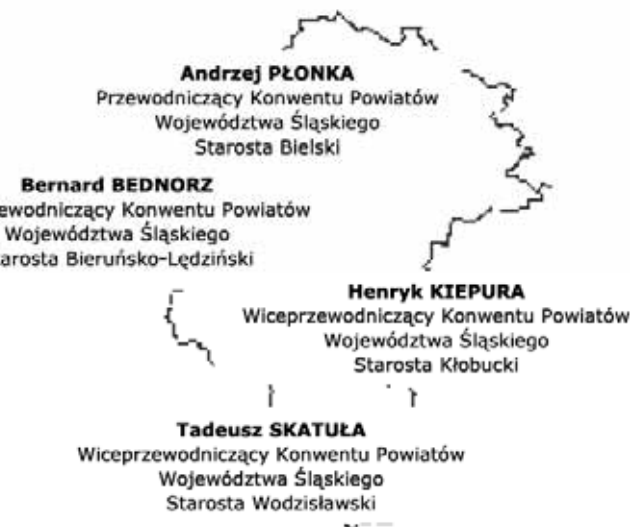 Andrzej PŁONKA
Przewodniczący Konwentu Powiatów
Województwa Śląskiego
Starosta Bielski
Bernard BEDNORZ
ewodniczący Konwentu Powiatów
Województwa Śląskiego
tarosta Bieruńsko-Lędziński
Henryk KIEPURA
Wiceprzewodniczący Konwentu Powiatów
Województwa Śląskiego
Starosta Kłobucki
Tadeusz SKATUŁA
Wiceprzewodniczący Konwentu Powiatów
Województwa Śląskiego
Starosta Wodzisławski